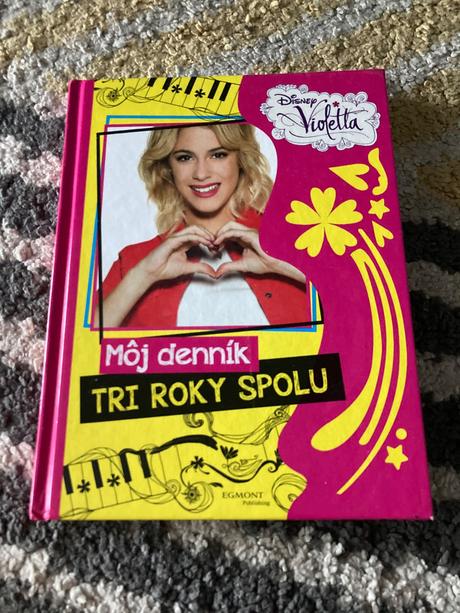 Disney
Violetta
Môj denník
TRI ROKY SPOLU
EGMONT
Publishing